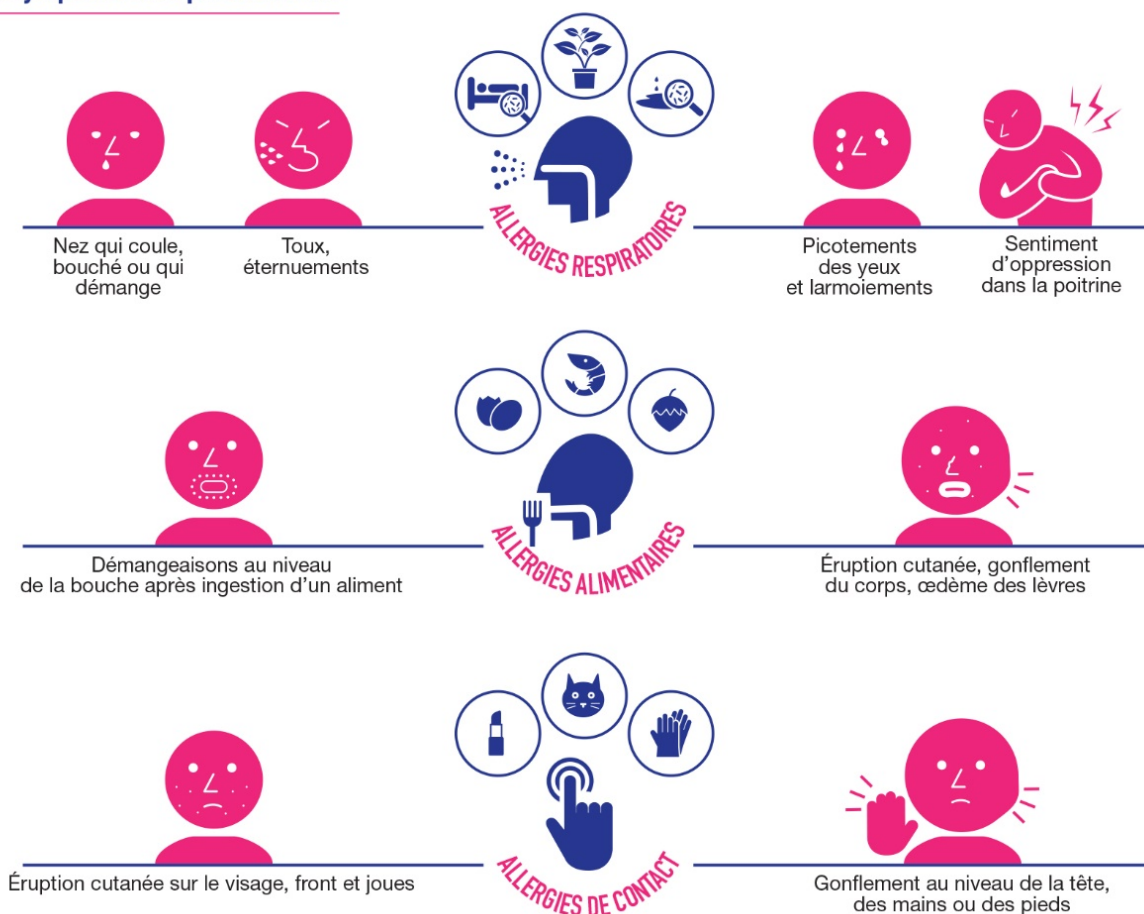 Nez qui coule,
bouché ou qui
démange
Toux,
éternuements
ALLERGIES RESPIRATOIRES
Picotements
des yeux
et larmoiements
Sentiment
d’oppression
dans la poitrine
Démangeaisons au niveau
de la bouche après ingestion d’un aliment
ALLERGIES ALIMENTAIRES
Éruption cutanée, gonflement
du corps, œdème des lèvres
Éruption cutanée sur le visage, front et joues
ALLERGIES DE CONTACT
Gonflement au niveau de la tête,
des mains ou des pieds